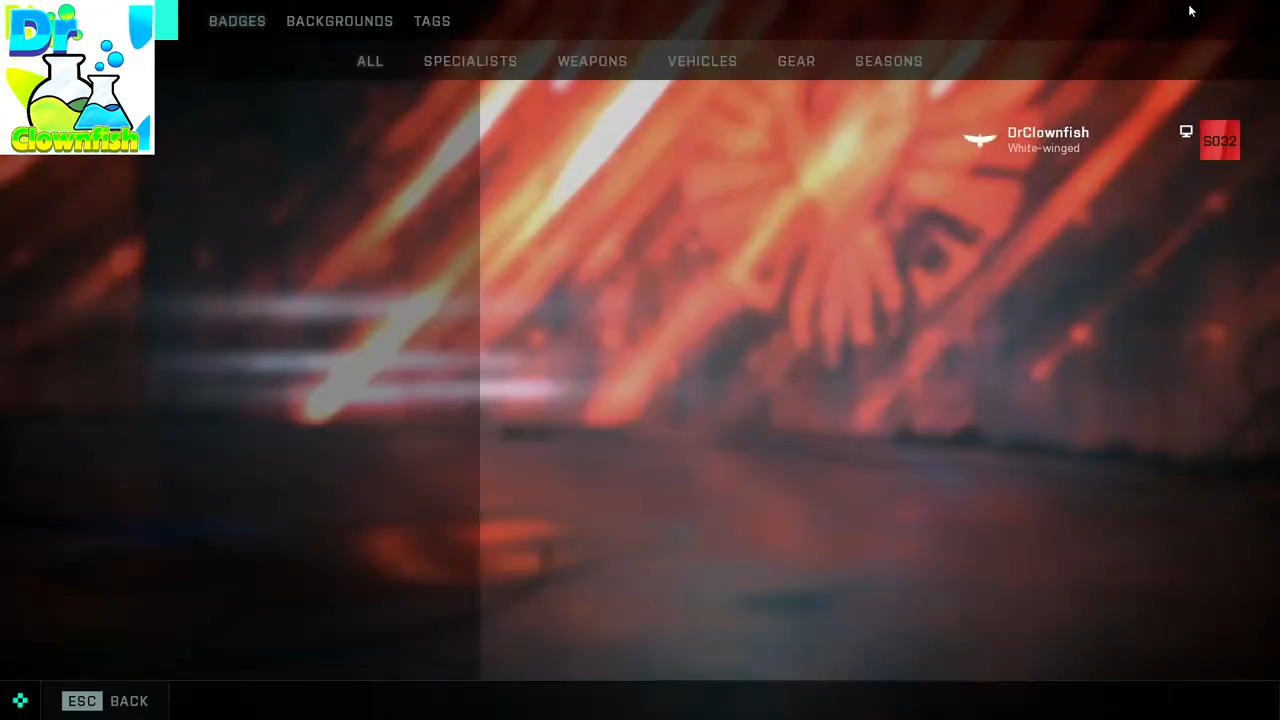 Dr
Clownfish
BADGES BACKGROUNDS TAGS
ALL SPECIALISTS WEAPONS VEHICLES GEAR SEASONS
DrClownfish
White-winged
S032
ESC BACK